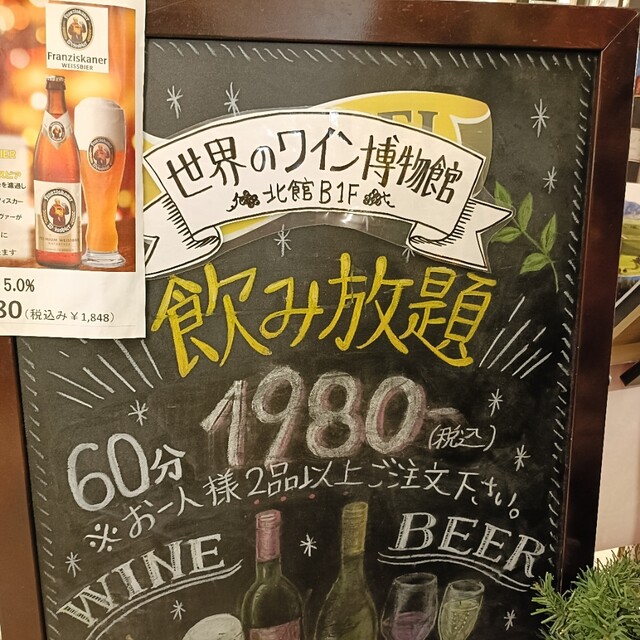 Franziskaner
WEISSBIER
5.0%
80(税込み￥1,848)
世界のワイン博物館
北館B1F
飲み放題
60分 1980-(税込)
※お一人様2品以上ご注文下さい。
WINE
BEER